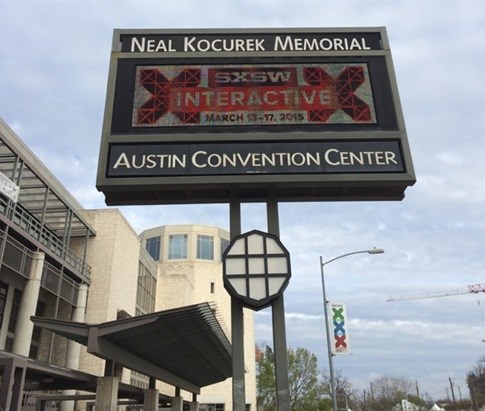 NEAL KOCUREK MEMORIAL
SXSW
INTERACTIVE
MARCH 13-17, 2015
AUSTIN CONVENTION CENTER